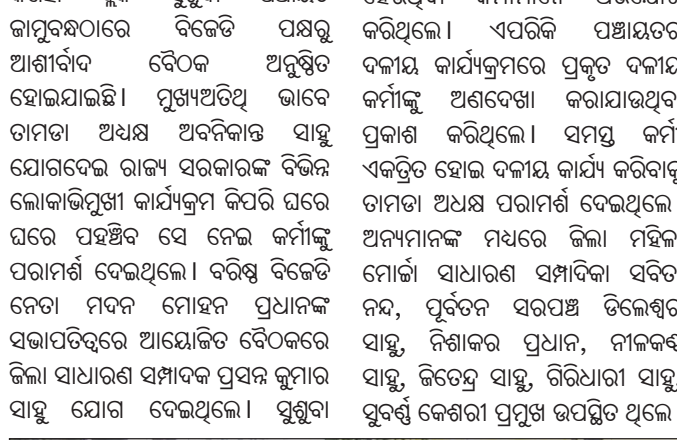 ଜାମୁବନ୍ଧଠାରେ ବିଜେଡି ପକ୍ଷରୁ
ଆଶୀର୍ବାଦ ବୈଠକ ଅନୁଷ୍ଠିତ
ହୋଇଯାଇଛି। ମୁଖ୍ୟଅତିଥି ଭାବେ
ତାମଡା ଅଧ୍ୟକ୍ଷ ଅବନିକାନ୍ତ ସାହୁ
ଯୋଗଦେଇ ରାଜ୍ୟ ସରକାରଙ୍କ ବିଭିନ୍ନ
ଲୋକାଭିମୁଖୀ କାର୍ଯ୍ୟକ୍ରମ କିପରି ଘରେ
ଘରେ ପହଞ୍ଚିବ ସେ ନେଇ କର୍ମୀଙ୍କୁ
ପରାମର୍ଶ ଦେଇଥିଲେ। ବରିଷ୍ଠ ବିଜେଡି
ନେତା ମଦନ ମୋହନ ପ୍ରଧାନଙ୍କ
ସଭାପତିତ୍ୱରେ ଆୟୋଜିତ ବୈଠକରେ
ଜିଲା ସାଧାରଣ ସମ୍ପାଦକ ପ୍ରସନ୍ନ କୁମାର
ସାହୁ ଯୋଗ ଦେଇଥିଲେ। ସୁଶୁବା
କରିଥିଲେ। ଏପରିକି ପଞ୍ଚାୟତର
ଦଳୀୟ କାର୍ଯ୍ୟକ୍ରମରେ ପ୍ରକୃତ ଦଳୀୟ
କର୍ମୀଙ୍କୁ ଅଣଦେଖା କରାଯାଉଥିବ
ପ୍ରକାଶ କରିଥିଲେ। ସମସ୍ତ କର୍ମୀ
ଏକତ୍ରିତ ହୋଇ ଦଳୀୟ କାର୍ଯ୍ୟ କରିବାକୁ
ତାମଡା ଅଧକ୍ଷ ପରାମର୍ଶ ଦେଇଥିଲେ
ଅନ୍ୟମାନଙ୍କ ମଧ୍ୟରେ ଜିଲା ମହିଳ
ମୋର୍ଚ୍ଚା ସାଧାରଣ ସମ୍ପାଦିକା ସବିତ
ନନ୍ଦ, ପୂର୍ବତନ ସରପଞ୍ଚ ଡିଲେଶ୍ୱର
ସାହୁ, ନିଶାକର ପ୍ରଧାନ, ନୀଳକଣ୍ଠ
ସାହୁ, ଜିତେନ୍ଦ୍ର ସାହୁ, ଗିରିଧାରୀ ସାହୁ,
ସୁବର୍ଣ୍ଣ କେଶରୀ ପ୍ରମୁଖ ଉପସ୍ଥିତ ଥିଲେ